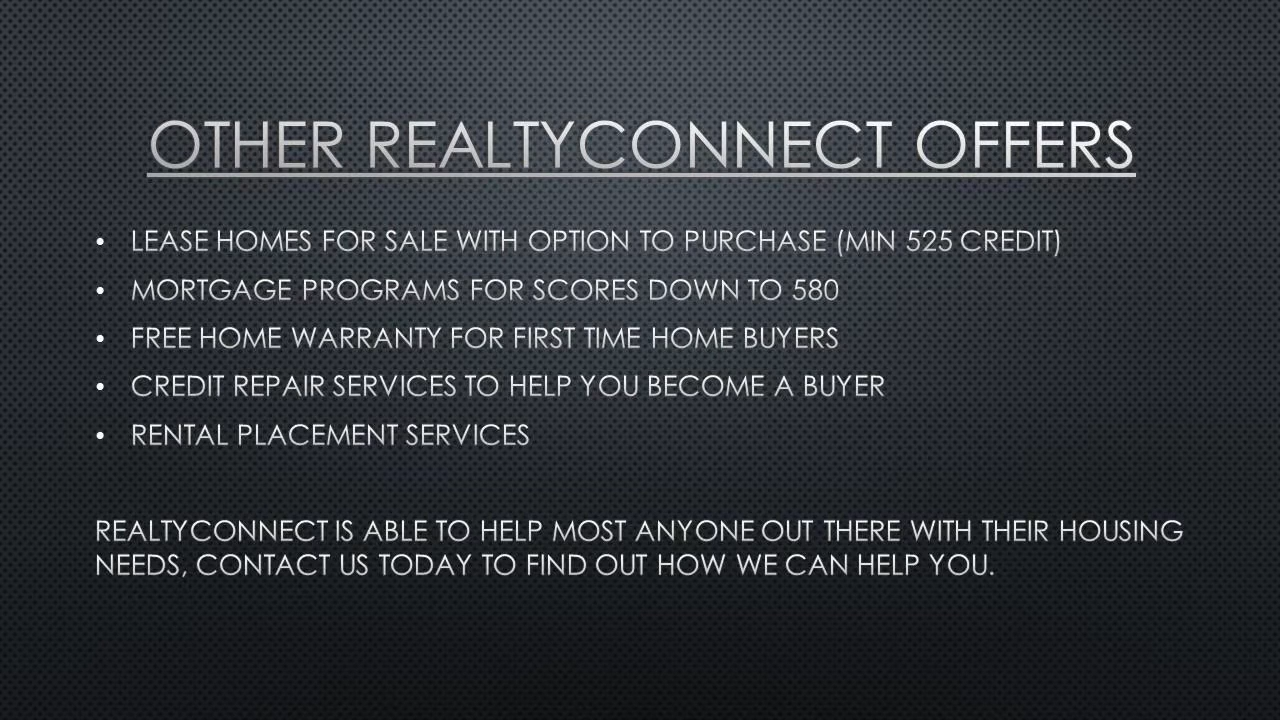 OTHER REALTYCONNECT OFFERS
• LEASE HOMES FOR SALE WITH OPTION TO PURCHASE (MIN 525 CREDIT)
• MORTGAGE PROGRAMS FOR SCORES DOWN TO 580
• FREE HOME WARRANTY FOR FIRST TIME HOME BUYERS
• CREDIT REPAIR SERVICES TO HELP YOU BECOME A BUYER
• RENTAL PLACEMENT SERVICES
REALTYCONNECT IS ABLE TO HELP MOST ANYONE OUT THERE WITH THEIR HOUSING
NEEDS, CONTACT US TODAY TO FIND OUT HOW WE CAN HELP YOU.